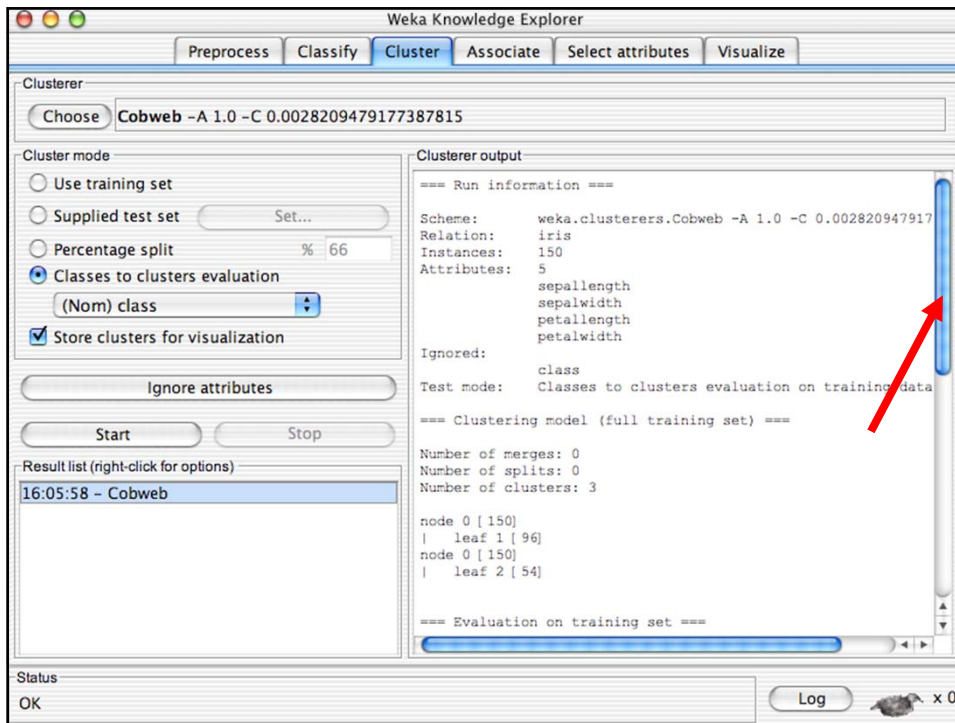 Weka Knowledge Explorer
Preprocess Classify Cluster Associate Select attributes Visualize
Clusterer
Choose Cobweb -A 1.0 -C 0.0028209479177387815
Cluster mode
Use training set
Supplied test set Set...
Percentage split % 66
Classes to clusters evaluation
(Nom) class
Store clusters for visualization
Ignore attributes
Start Stop
Result list (right-click for options)
16:05:58 - Cobweb
Clusterer output
=== Run information ===
Scheme: weka.clusterers.Cobweb -A 1.0 -C 0.002820947917
Relation: iris
Instances: 150
Attributes: 5
sepallength
sepalwidth
petallength
petalwidth
Ignored:
class
Test mode: Classes to clusters evaluation on training data
=== Clustering model (full training set) ===
Number of merges: 0
Number of splits: 0
Number of clusters: 3
node 0 [150]
| leaf 1 [96]
node 0 [150]
| leaf 2 [54]
=== Evaluation on training set ===
Status
OK
Log x 0